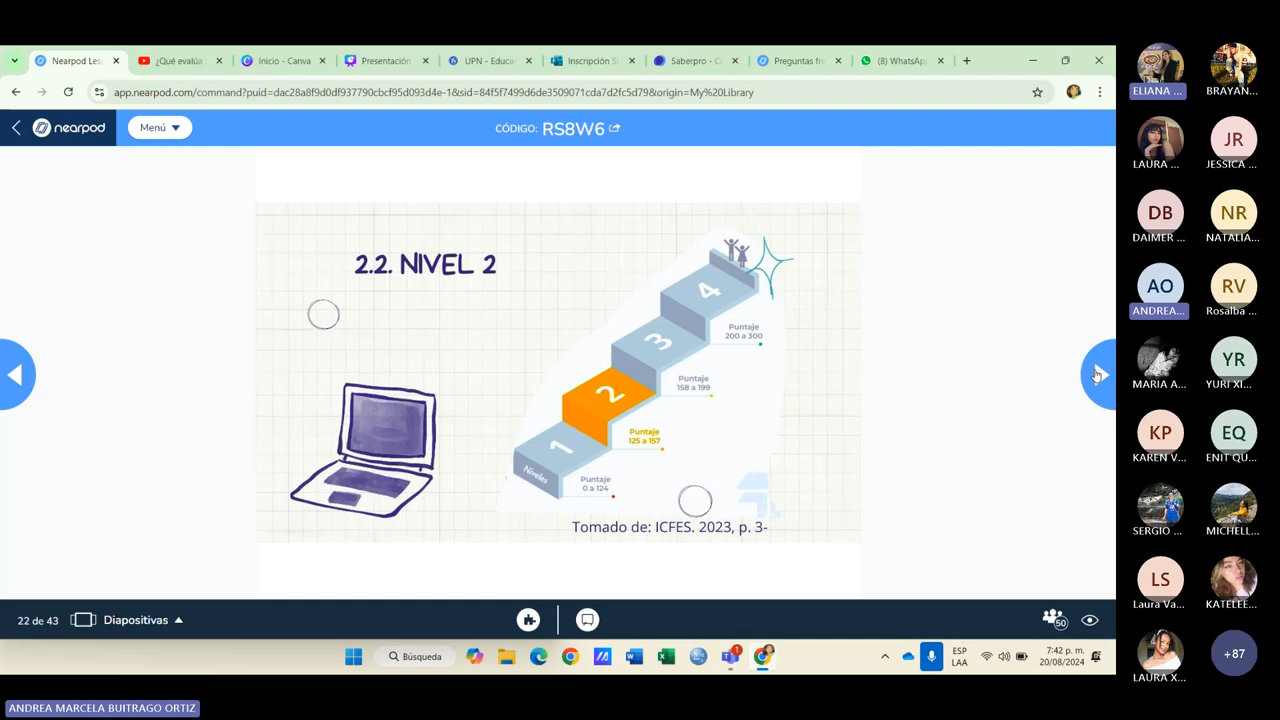 Nearpod Les
¿Qué evalúa
Inicio - Canva
Presentación
UPN - Educa
Inscripción S
Saberpro - C
Preguntas fre
(8) WhatsAp
app.nearpod.com/command?puid=dac28a8f9d0df937790cbcf95d093d4e-1&sid=84f5f7499d6de3509071cda7d2fc5d79&origin=My%20Library
nearpod
Menú
CÓDIGO: RS8W6
2.2. NIVEL 2
4
Puntaje
200 a 300
3
Puntaje
158 a 199
2
Puntaje
125 a 157
1
Niveles
Puntaje
0 a 124
Tomado de: ICFES. 2023, p. 3-
22 de 43
Diapositivas
50
Búsqueda
1
ESP
LAA
7:42 p. m.
20/08/2024
ELIANA ...
BRAYAN...
LAURA ...
JR
JESSICA ...
DB
DAIMER ...
NR
NATALIA...
AO
ANDREA...
RV
Rosalba ...
MARIA A...
YR
YURI XI...
KP
KAREN V...
EQ
ENIT QU...
SERGIO ...
MICHELL...
LS
Laura Va...
KATELEE...
LAURA X...
+87
ANDREA MARCELA BUITRAGO ORTIZ